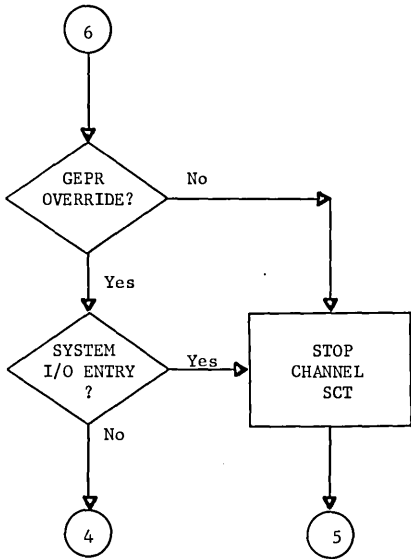 6
GEPR
OVERRIDE?
No
Yes
SYSTEM
I/O ENTRY
?
Yes
STOP
CHANNEL
SCT
No
4
5